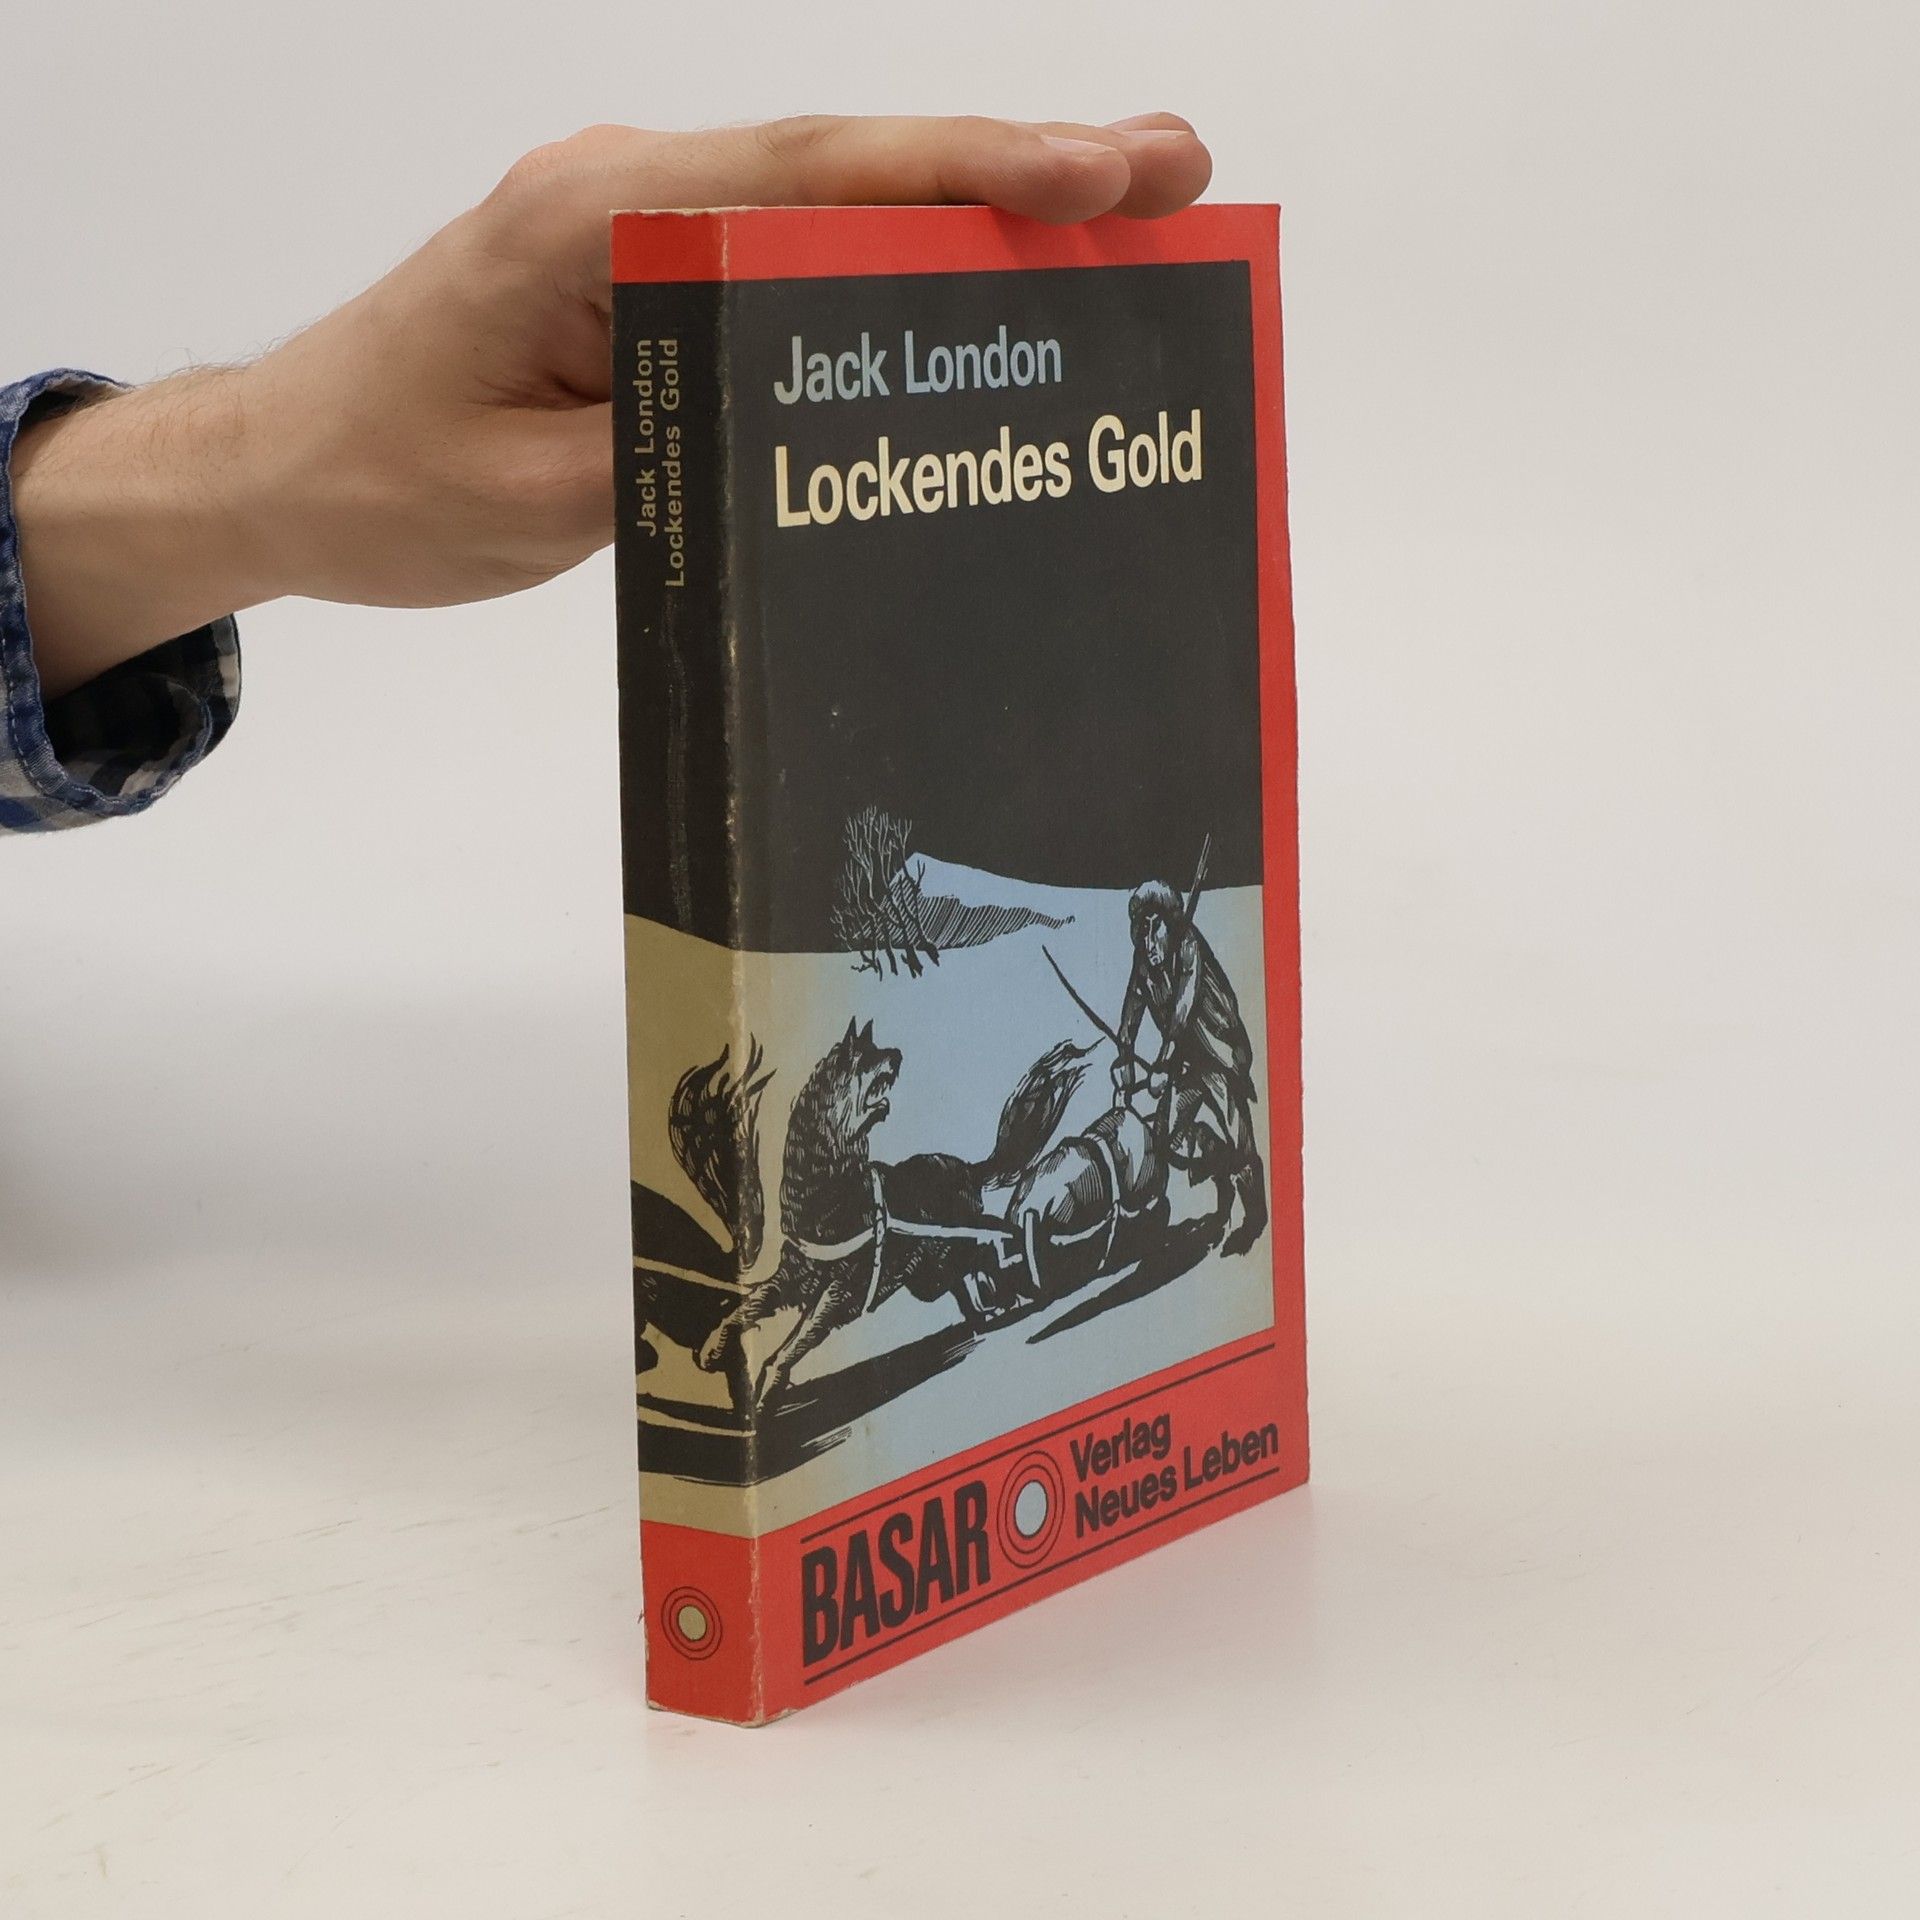 Jack London
Lockendes Gold
Jack London
Lockendes Gold
BASAR
Verlag
Neues Leben